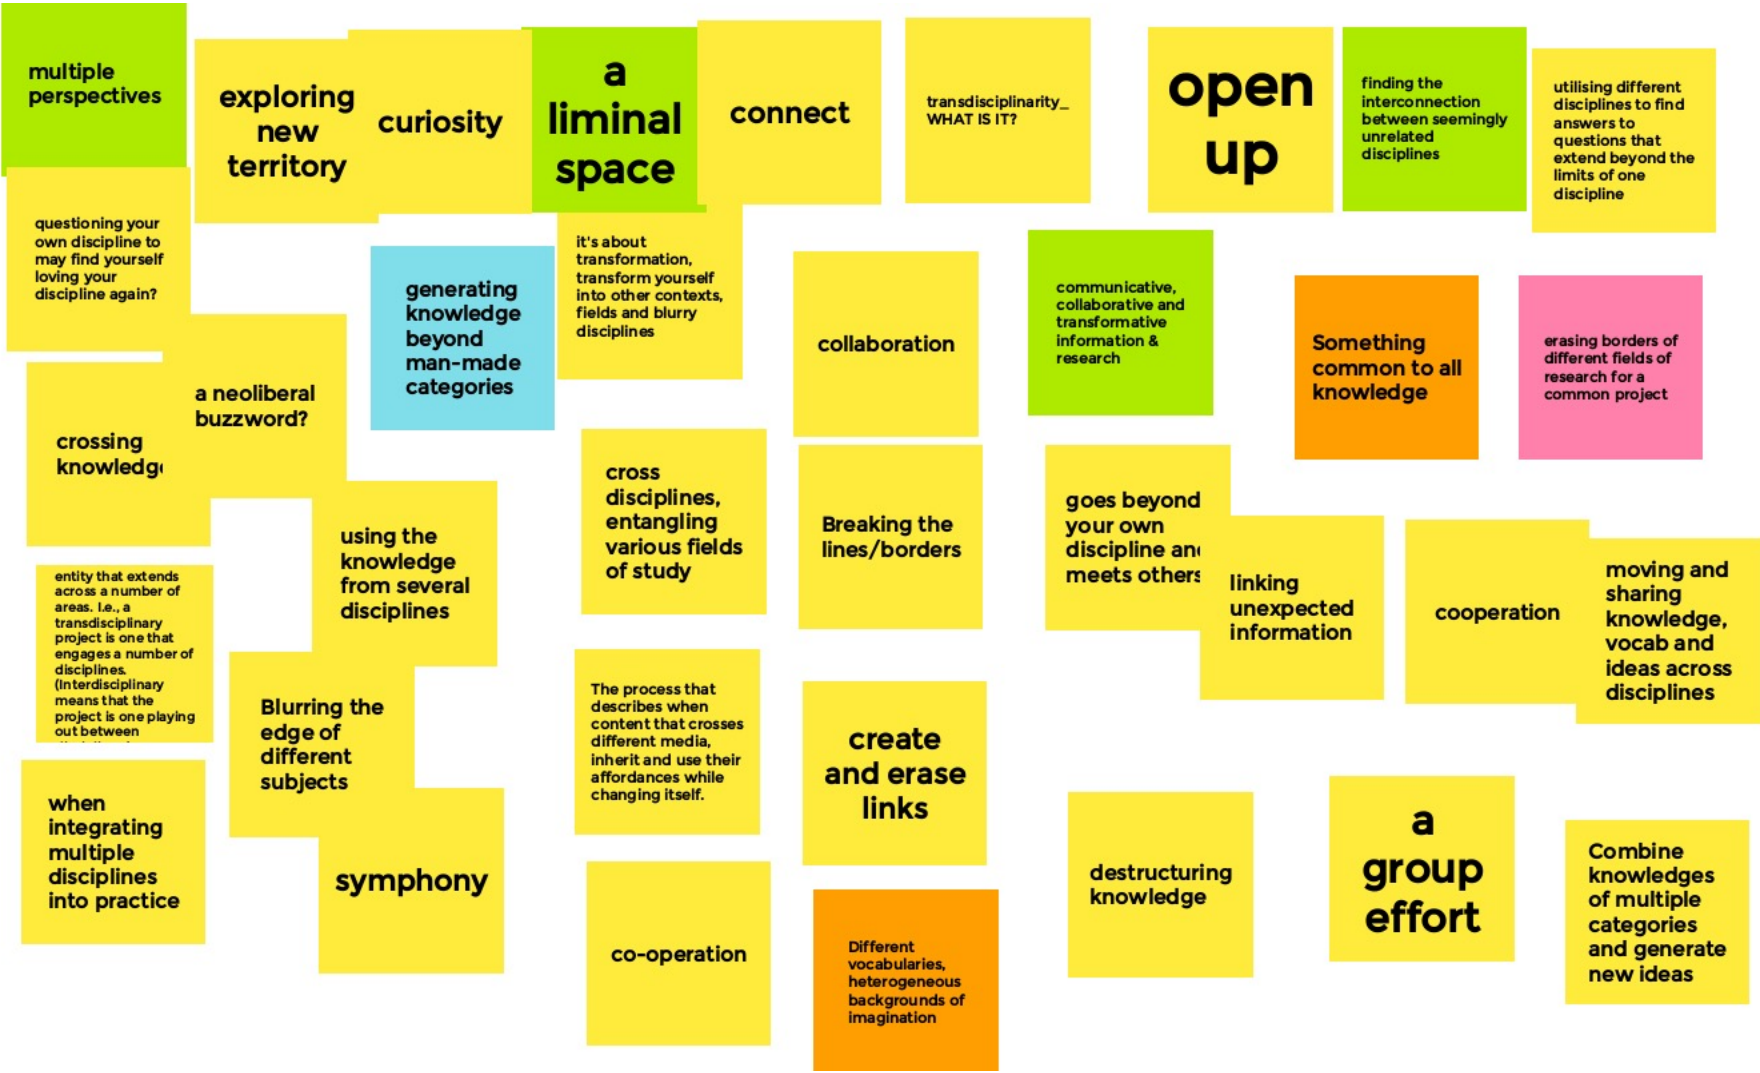 multiple
perspectives
exploring
new
territory
curiosity
a
liminal
space
connect
transdisciplinarity_
WHAT IS IT?
open
up
finding the
interconnection
between seemingly
unrelated
disciplines
utilising different
disciplines to find
answers to
questions that
extend beyond the
limits of one
discipline
questioning your
own discipline to
may find yourself
loving your
discipline again?
generating
knowledge
beyond
man-made
categories
it's about
transformation,
transform yourself
into other contexts,
fields and blurry
disciplines
collaboration
communicative,
collaborative and
transformative
information &
research
Something
common to all
knowledge
erasing borders of
different fields of
research for a
common project
a neoliberal
buzzword?
crossing
knowledge
using the
knowledge
from several
disciplines
cross
disciplines,
entangling
various fields
of study
Breaking the
lines/borders
goes beyond
your own
discipline and
meets others
linking
unexpected
information
cooperation
moving and
sharing
knowledge,
vocab and
ideas across
disciplines
entity that extends
across a number of
areas. I.e., a
transdisciplinary
project is one that
engages a number of
disciplines.
(Interdisciplinary
means that the
project is one playing
out between
Blurring the
edge of
different
subjects
The process that
describes when
content that crosses
different media,
inherit and use their
affordances while
changing itself.
create
and erase
links
when
integrating
multiple
disciplines
into practice
symphony
co-operation
Different
vocabularies,
heterogeneous
backgrounds of
imagination
destructuring
knowledge
a
group
effort
Combine
knowledges
of multiple
categories
and generate
new ideas